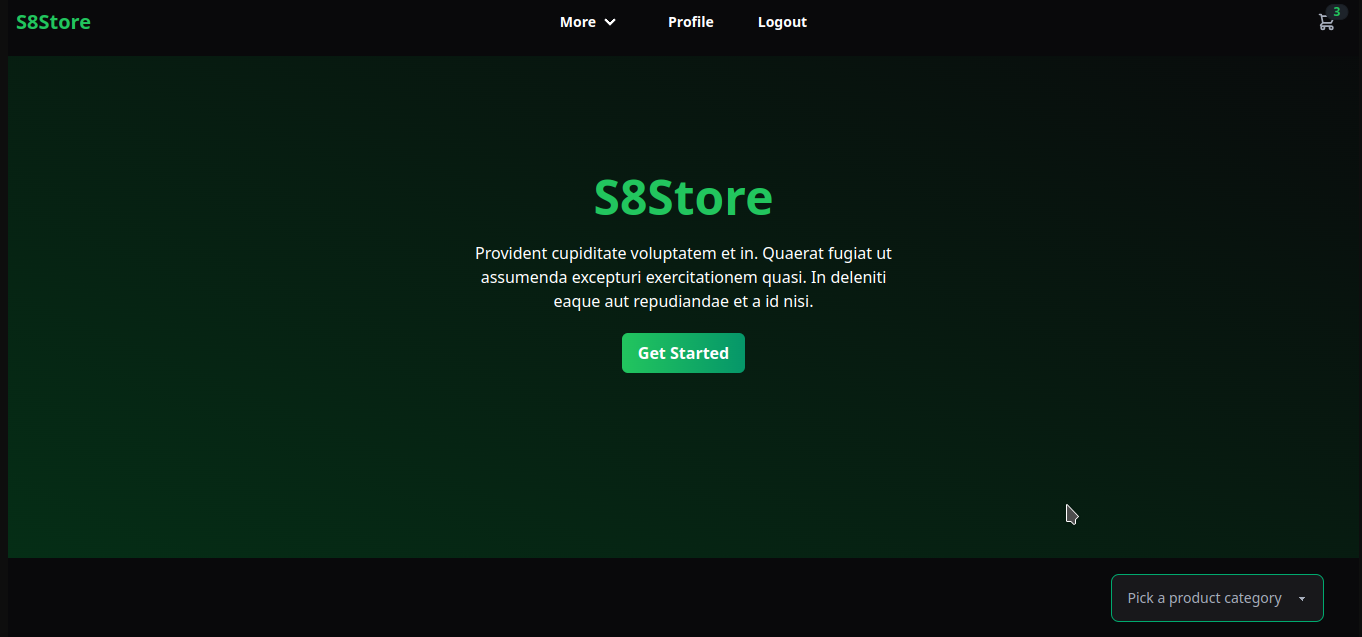 S8Store
More
Profile
Logout
3
S8Store
Provident cupiditate voluptatem et in. Quaerat fugiat ut
assumenda excepturi exercitationem quasi. In deleniti
eaque aut repudiandae et a id nisi.
Get Started
Pick a product category